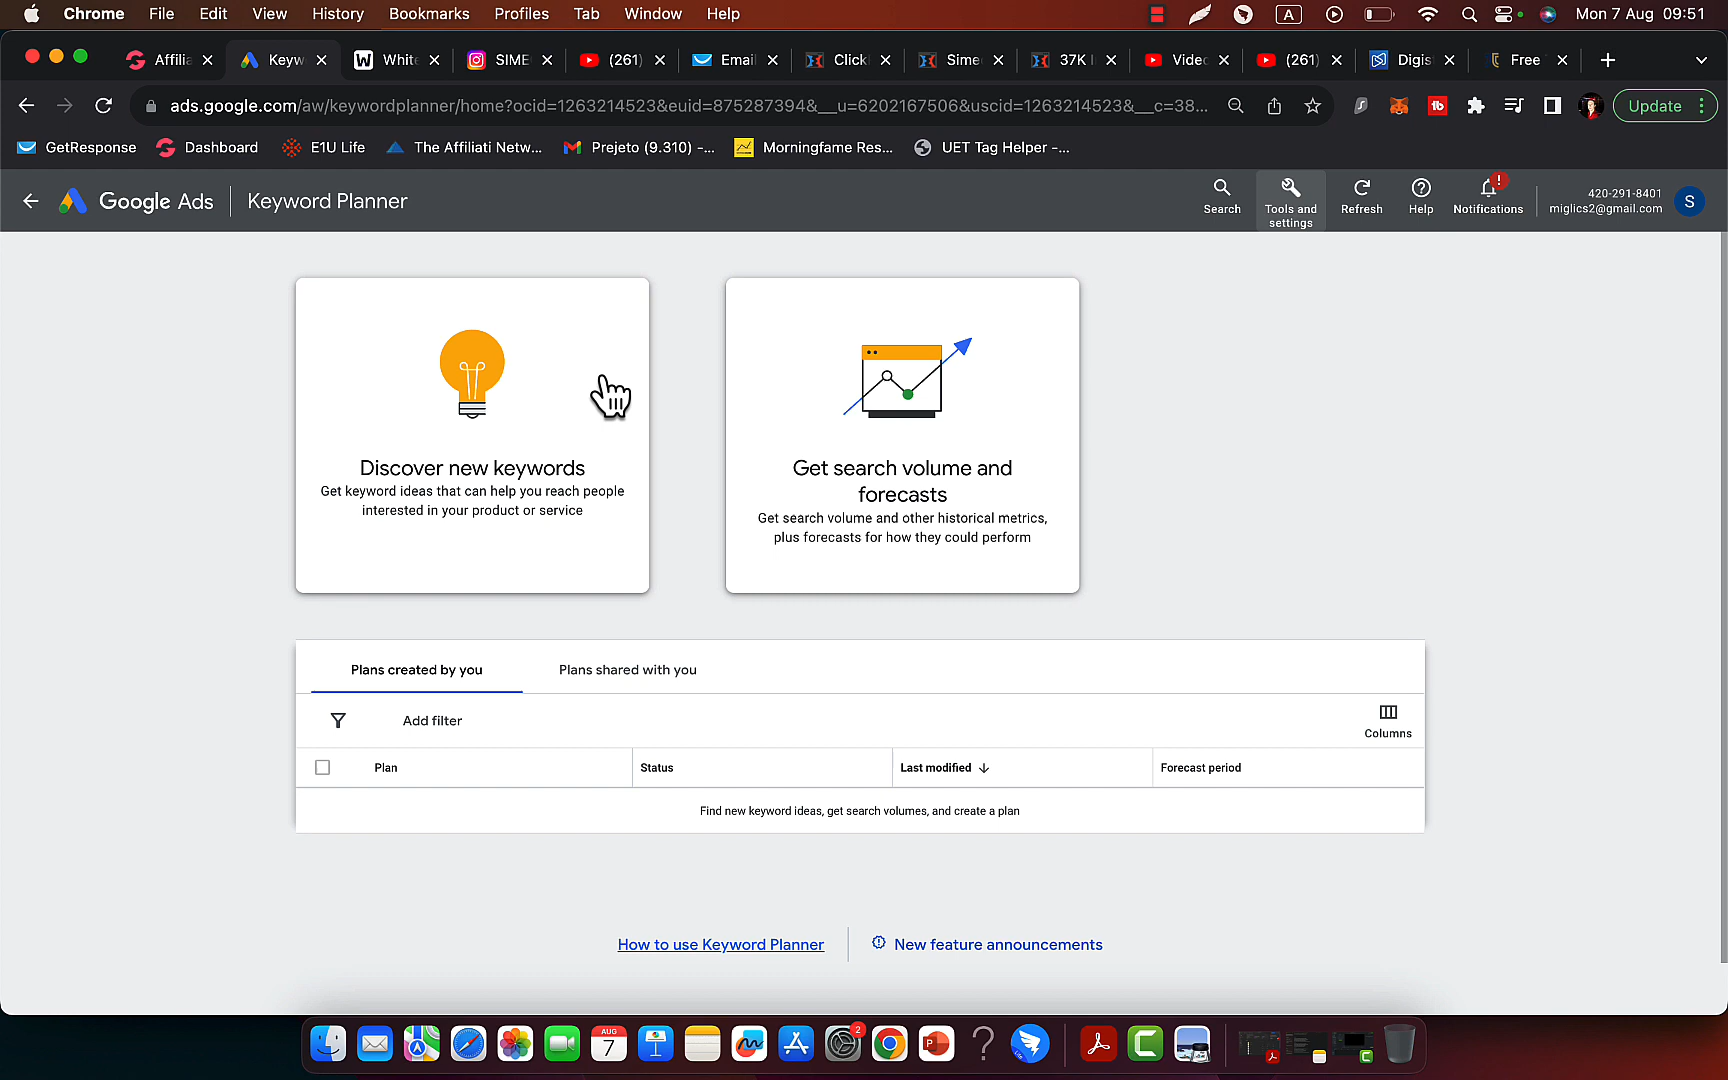 Chrome File Edit View History Bookmarks Profiles Tab Window Help A Mon 7 Aug 09:51
Affilia Keyw White SIME (261) Email Click Sime 37K Video (261) Digis Free
ads.google.com/aw/keywordplanner/home?ocid=1263214523&euid=875287394&__u=6202167506&uscid=1263214523&__c=38... Update
GetResponse Dashboard E1U Life The Affiliati Netw... Prejeto (9.310) -... Morningfame Res... UET Tag Helper -...
Google Ads Keyword Planner
Search Tools and settings Refresh Help Notifications
420-291-8401
miglics2@gmail.com
S
Discover new keywords
Get keyword ideas that can help you reach people
interested in your product or service
Get search volume and
forecasts
Get search volume and other historical metrics,
plus forecasts for how they could perform
Plans created by you Plans shared with you
Add filter
Columns
Plan Status Last modified Forecast period
Find new keyword ideas, get search volumes, and create a plan
How to use Keyword Planner New feature announcements
AUG
7
2